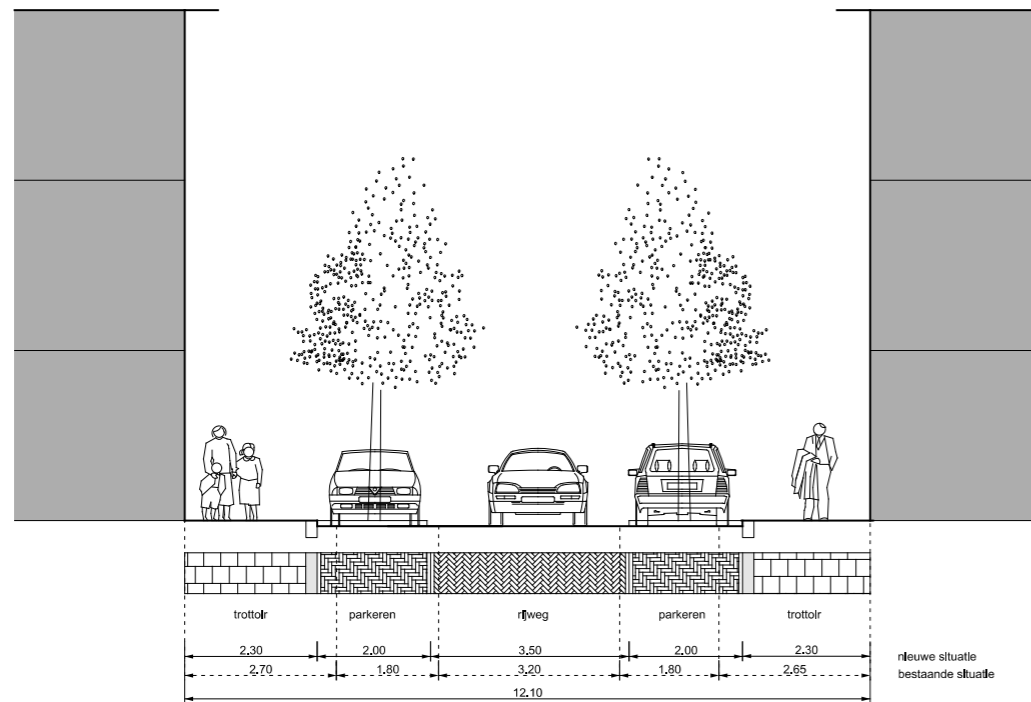 trottoir parkeren rijweg parkeren trottoir
2.30 2.00 3.50 2.00 2.30 nieuwe situatie
2.70 1.80 3.20 1.80 2.65 bestaande situatie
12.10